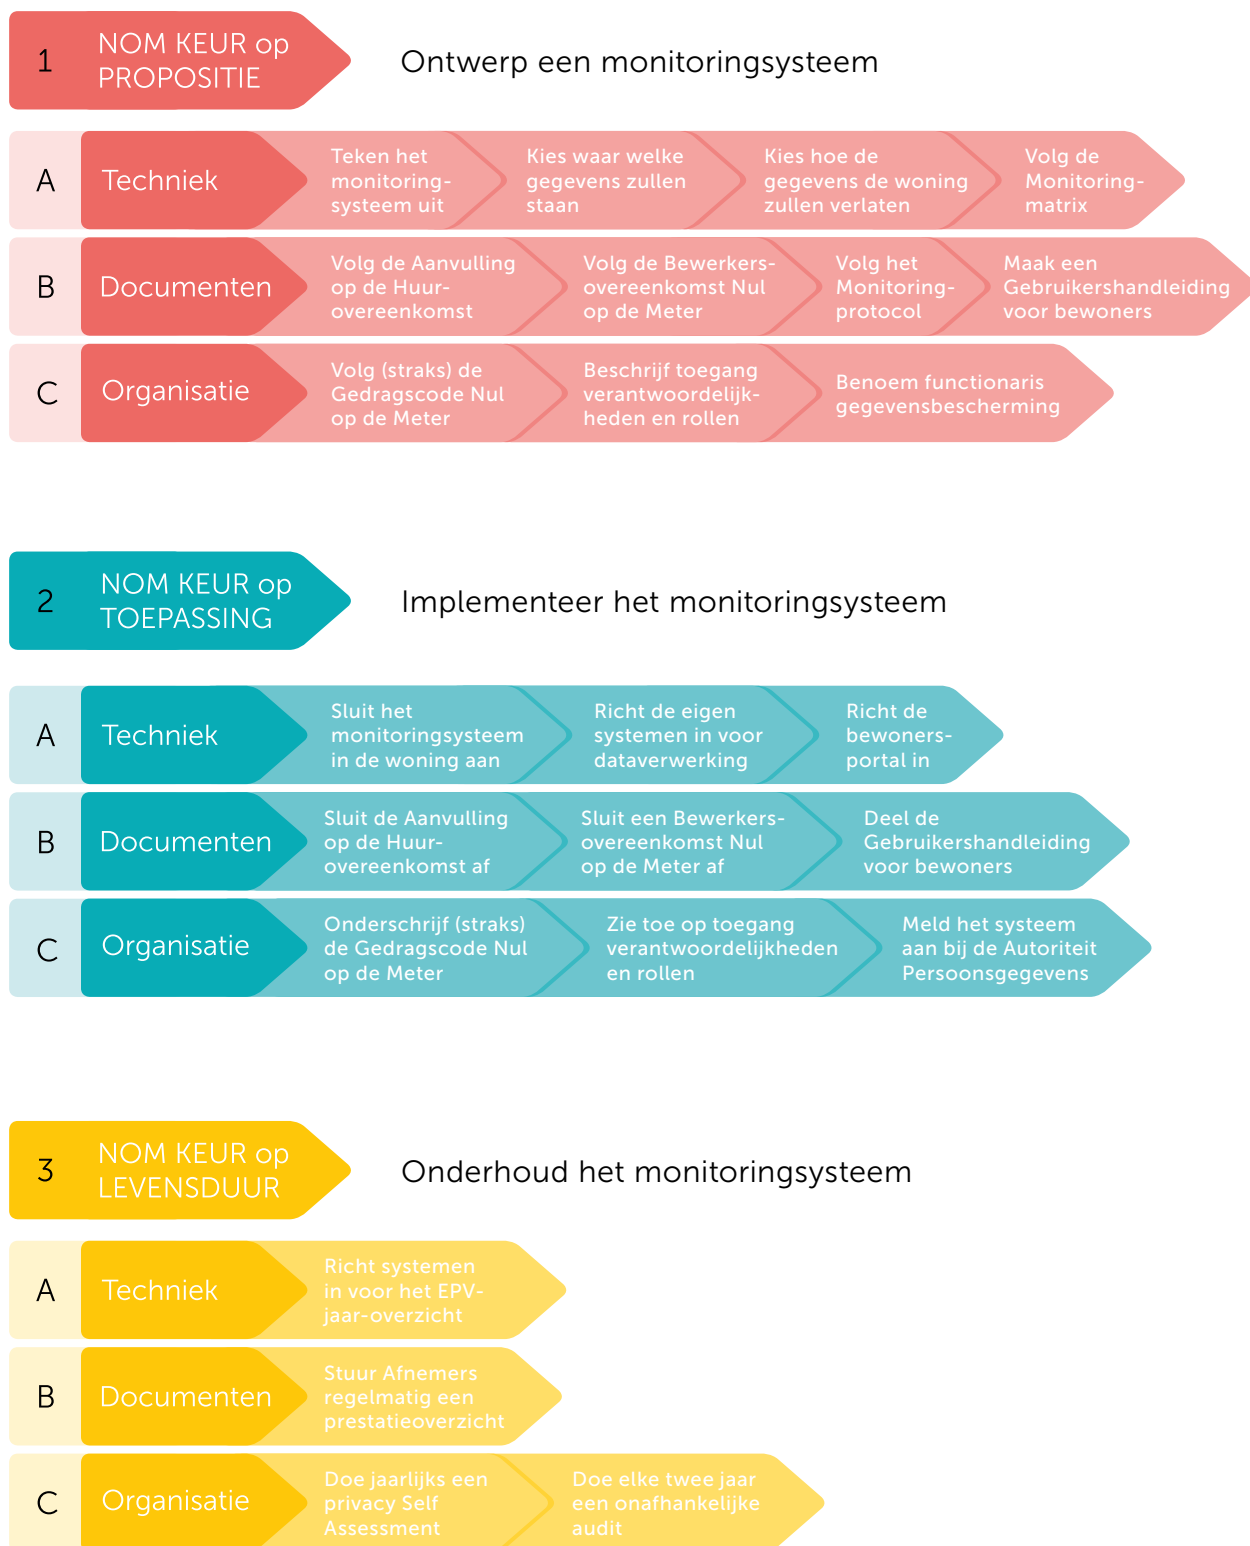 1
NOM KEUR op
PROPOSITIE
Ontwerp een monitoringsysteem
A
Techniek
Teken het
monitoring-
systeem uit
Kies waar welke
gegevens zullen
staan
Kies hoe de
gegevens de woning
zullen verlaten
Volg de
Monitoring-
matrix
B
Documenten
Volg de Aanvulling
op de Huur-
overeenkomst
Volg de Bewerkers-
overeenkomst Nul
op de Meter
Volg het
Monitoring-
protocol
Maak een
Gebruikershandleiding
voor bewoners
C
Organisatie
Volg (straks) de
Gedragscode Nul
op de Meter
Beschrijf toegang
verantwoordelijk-
heden en rollen
Benoem functionaris
gegevensbescherming
2
NOM KEUR op
TOEPASSING
Implementeer het monitoringsysteem
A
Techniek
Sluit het
monitoringsysteem
in de woning aan
Richt de eigen
systemen in voor
dataverwerking
Richt de
bewoners-
portal in
B
Documenten
Sluit de Aanvulling
op de Huur-
overeenkomst af
Sluit een Bewerkers-
overeenkomst Nul
op de Meter af
Deel de
Gebruikershandleiding
voor bewoners
C
Organisatie
Onderschrijf (straks)
de Gedragscode Nul
op de Meter
Zie toe op toegang
verantwoordelijkheden
en rollen
Meld het systeem
aan bij de Autoriteit
Persoonsgegevens
3
NOM KEUR op
LEVENSDUUR
Onderhoud het monitoringsysteem
A
Techniek
Richt systemen
in voor het EPV-
jaar-overzicht
B
Documenten
Stuur Afnemers
regelmatig een
prestatieoverzicht
C
Organisatie
Doe jaarlijks een
privacy Self
Assessment
Doe elke twee jaar
een onafhankelijke
audit